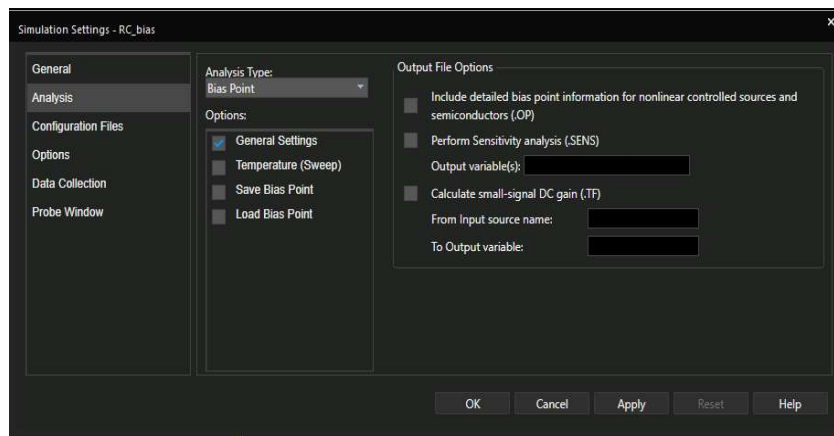 Simulation Settings - RC_bias
x
General
Analysis
Configuration Files
Options
Data Collection
Probe Window
Analysis Type:
Bias Point
Options:
General Settings
Temperature (Sweep)
Save Bias Point
Load Bias Point
Output File Options
Include detailed bias point information for nonlinear controlled sources and
semiconductors (.OP)
Perform Sensitivity analysis (.SENS)
Output variable(s):
Calculate small-signal DC gain (.TF)
From Input source name:
To Output variable:
OK
Cancel
Apply
Reset
Help